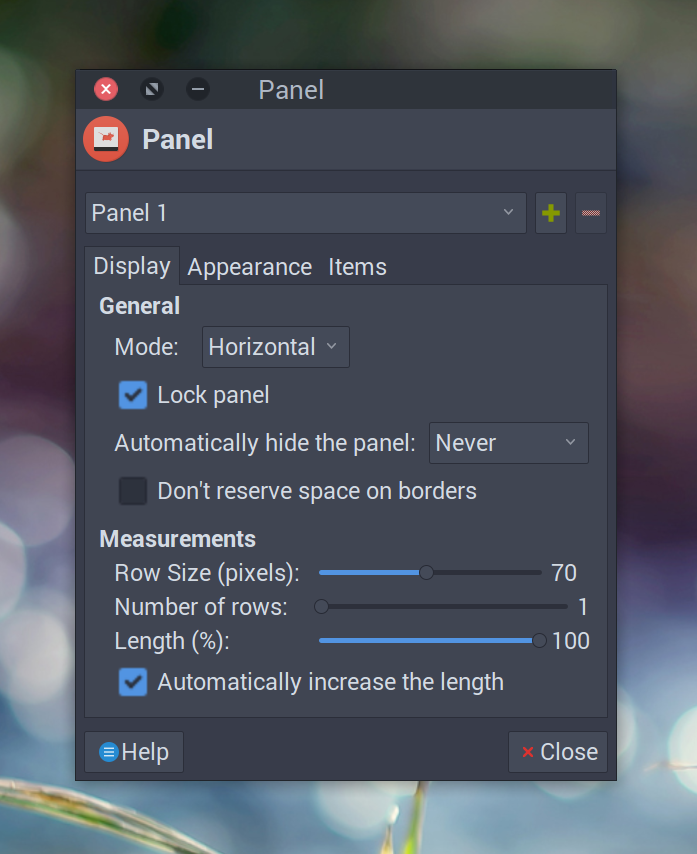 Panel
Panel
Panel 1
Display Appearance Items
General
Mode: Horizontal
Lock panel
Automatically hide the panel: Never
Don't reserve space on borders
Measurements
Row Size (pixels): 70
Number of rows: 1
Length (%): 100
Automatically increase the length
Help Close